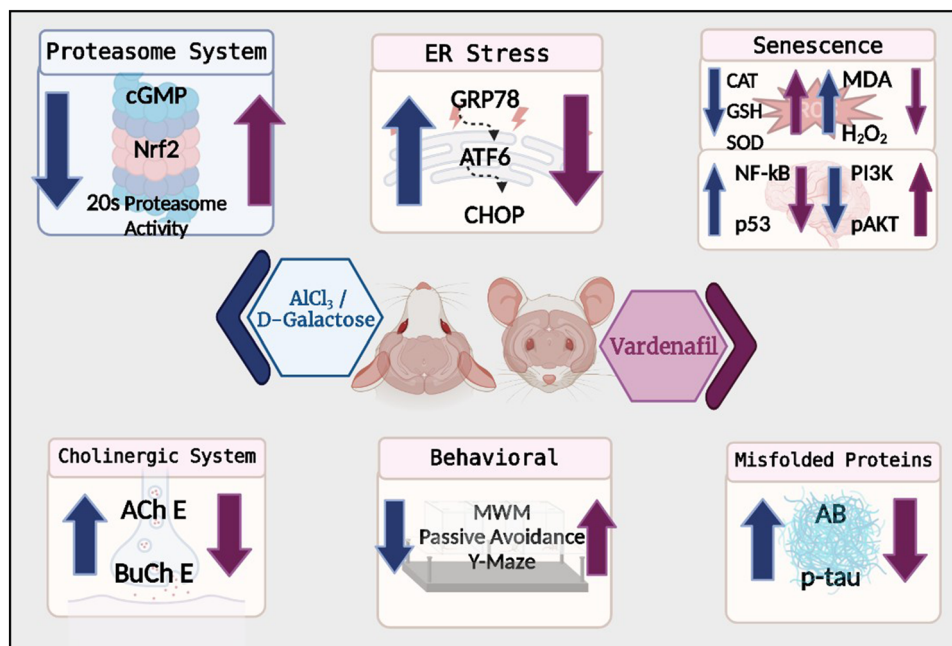 Proteasome System
cGMP
Nrf2
20s Proteasome
Activity
ER Stress
GRP78
ATF6
CHOP
Senescence
CAT
GSH
SOD
ROS
MDA
H₂O₂
NF-kB
p53
PI3K
pAKT
AlCl₃ /
D-Galactose
Vardenafil
Cholinergic System
ACh E
BuCh E
Behavioral
MWM
Passive Avoidance
Y-Maze
Misfolded Proteins
AB
p-tau